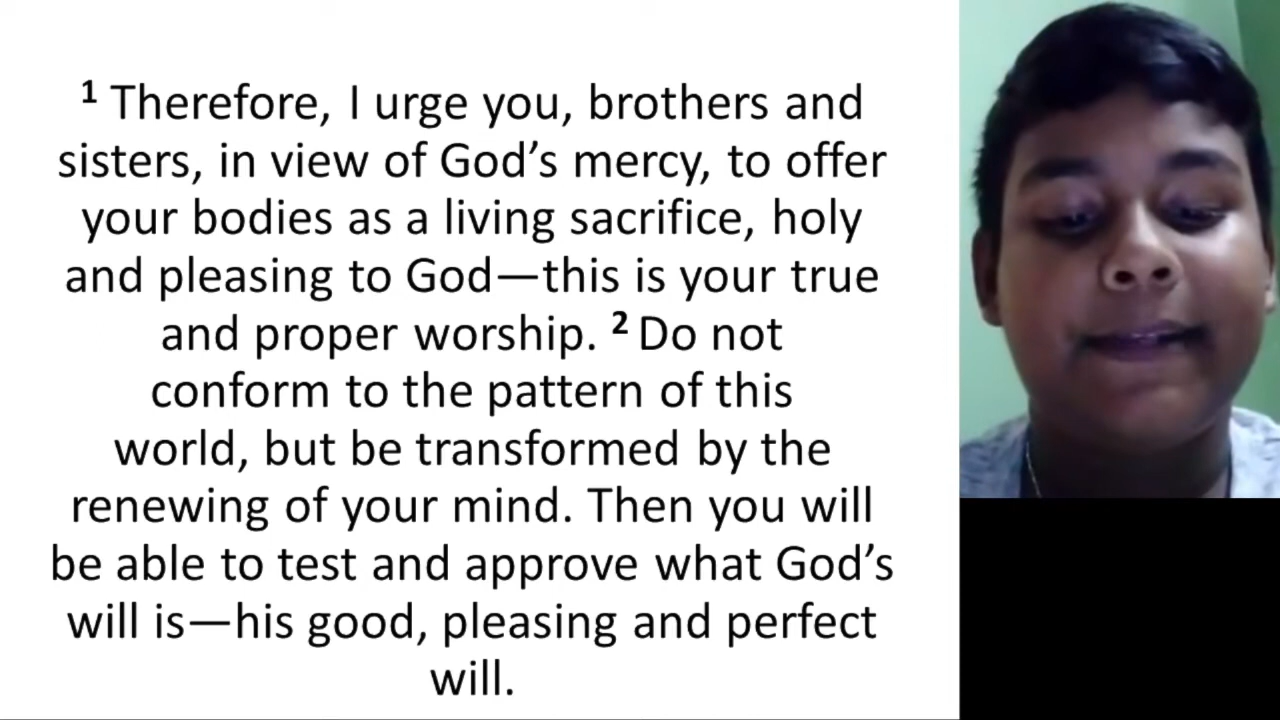 1 Therefore, I urge you, brothers and
sisters, in view of God’s mercy, to offer
your bodies as a living sacrifice, holy
and pleasing to God—this is your true
and proper worship. 2 Do not
conform to the pattern of this
world, but be transformed by the
renewing of your mind. Then you will
be able to test and approve what God’s
will is—his good, pleasing and perfect
will.